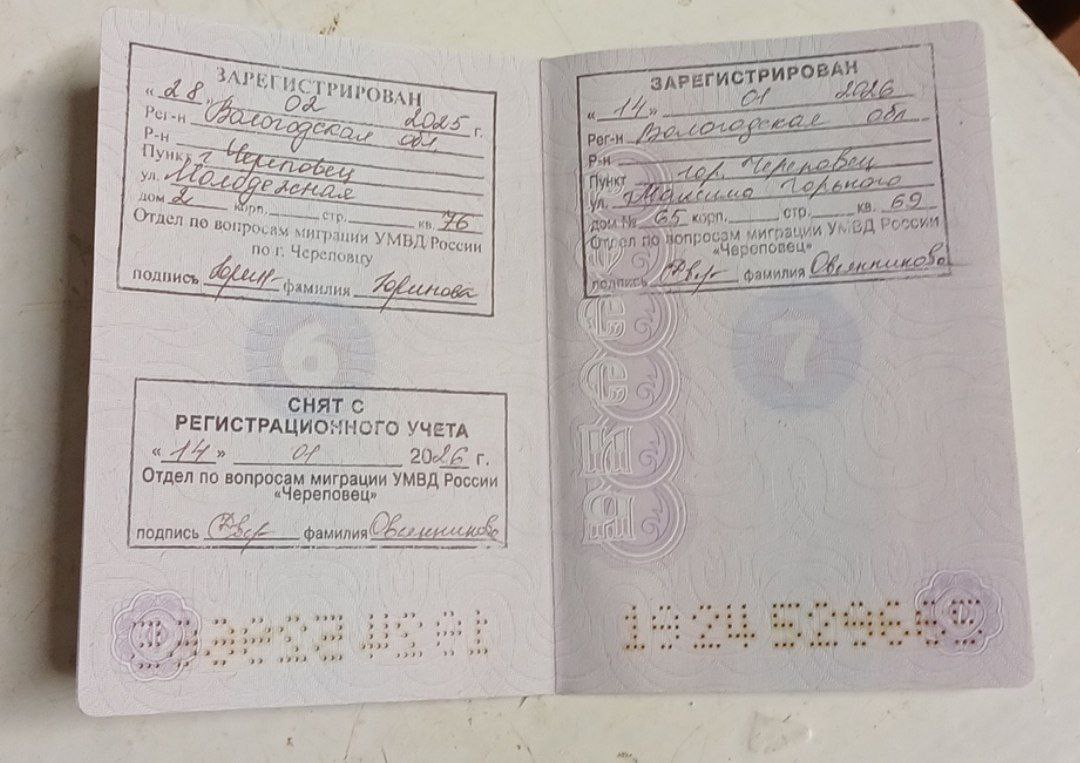 ЗАРЕГИСТРИРОВАН
«28» 02 2025 г.
Рег-н Вологодская обл
Р-н
Пункт г Череповец
ул. Молодежная
дом 2 корп. стр. кв. 76
Отдел по вопросам миграции УМВД России
по г. Череповцу
подпись Юрин- фамилия Юринова
6
СНЯТ С
РЕГИСТРАЦИОННОГО УЧЕТА
«14» 01 2026 г.
Отдел по вопросам миграции УМВД России
«Череповец»
подпись фамилия Овсянникова
ЗАРЕГИСТРИРОВАН
«14» 01 2026
Рег-н Вологодская обл
Р-н
Пункт гор. Череповец
ул. Максима Горького
дом № 65 корп. стр. кв. 69
Отдел по вопросам миграции УМВД России
«Череповец»
подпись фамилия Овсянникова
7
РОССИЯ